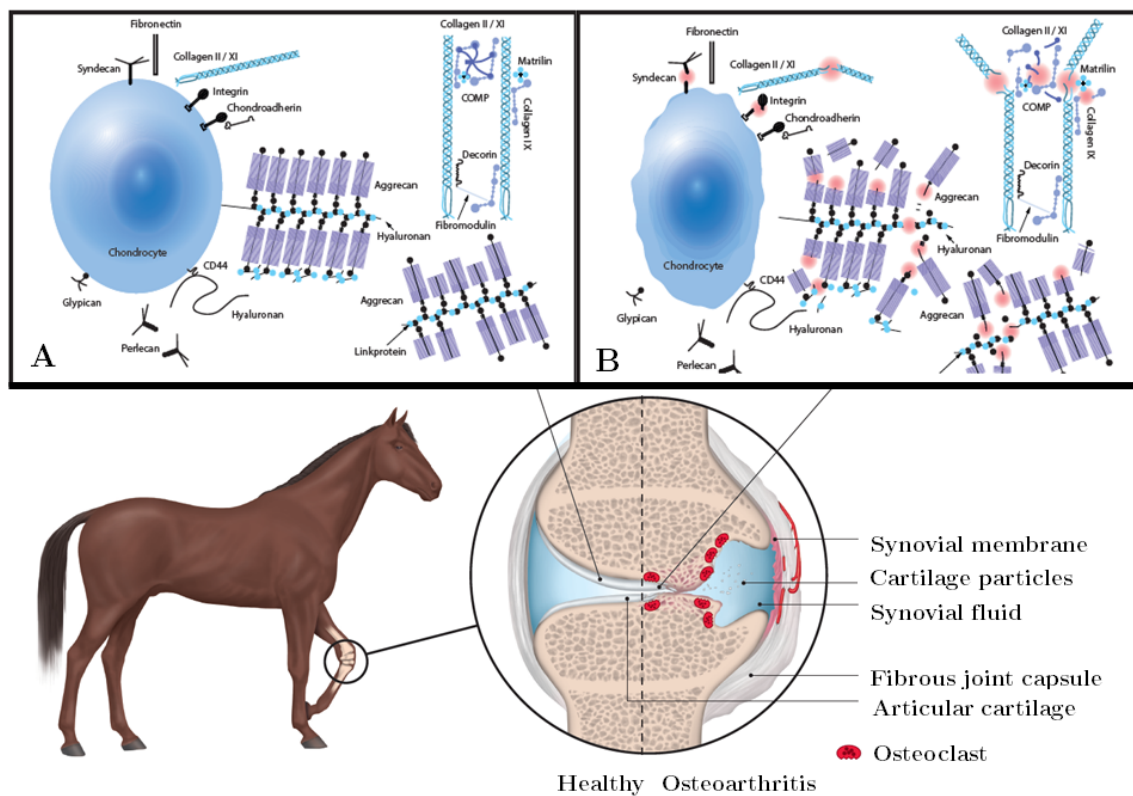 Fibronectin
Syndecan
Collagen II / XI
Integrin
Chondroadherin
Collagen II / XI
Matrilin
COMP
Collagen IX
Decorin
Fibromodulin
Aggrecan
Hyaluronan
Chondrocyte
CD44
Glypican
Hyaluronan
Perlecan
Aggrecan
Linkprotein
A
Fibronectin
Syndecan
Collagen II / XI
Integrin
Chondroadherin
Collagen II / XI
Matrilin
COMP
Collagen IX
Decorin
Fibromodulin
Aggrecan
Hyaluronan
Chondrocyte
CD44
Glypican
Hyaluronan
Perlecan
Aggrecan
B
Synovial membrane
Cartilage particles
Synovial fluid
Fibrous joint capsule
Articular cartilage
Osteoclast
Healthy Osteoarthritis